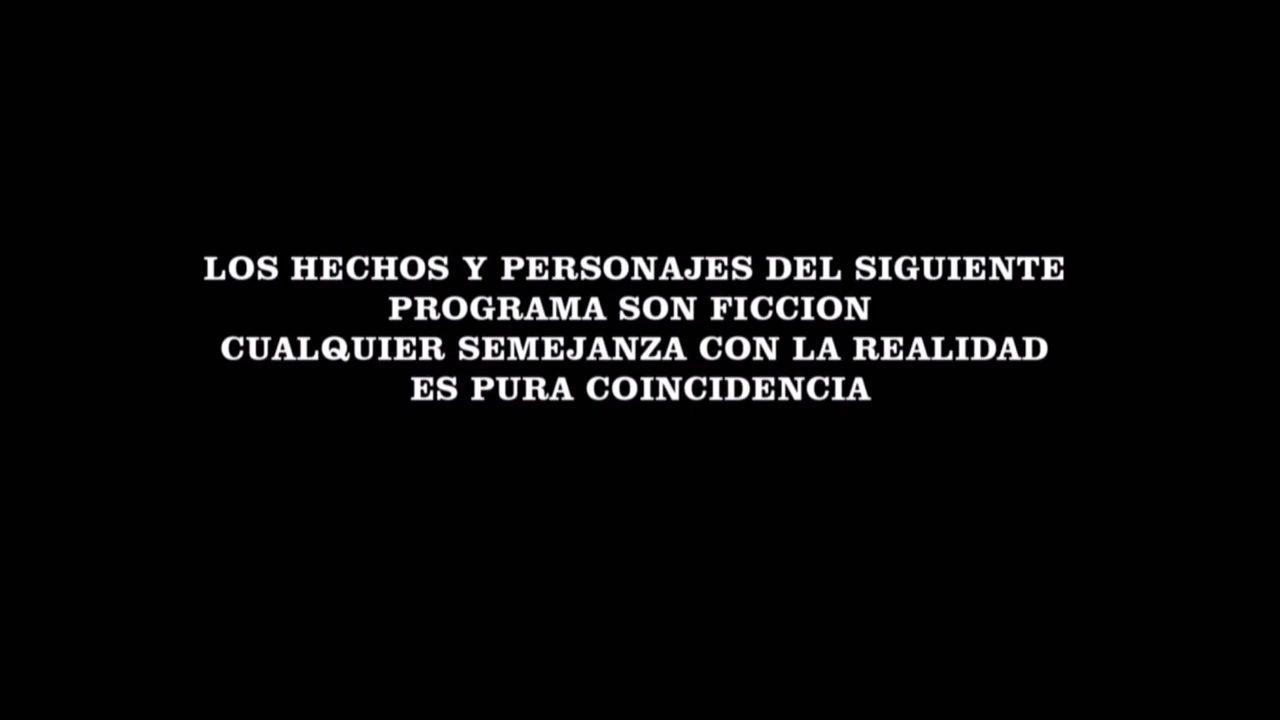 LOS HECHOS Y PERSONAJES DEL SIGUIENTE
PROGRAMA SON FICCION
CUALQUIER SEMEJANZA CON LA REALIDAD
ES PURA COINCIDENCIA